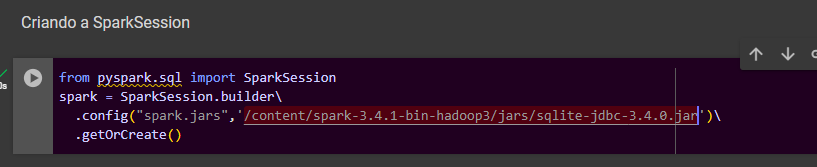 Criando a SparkSession
from pyspark.sql import SparkSession
spark = SparkSession.builder\
.config("spark.jars",'/content/spark-3.4.1-bin-hadoop3/jars/sqlite-jdbc-3.4.0.jar')\
.getOrCreate()